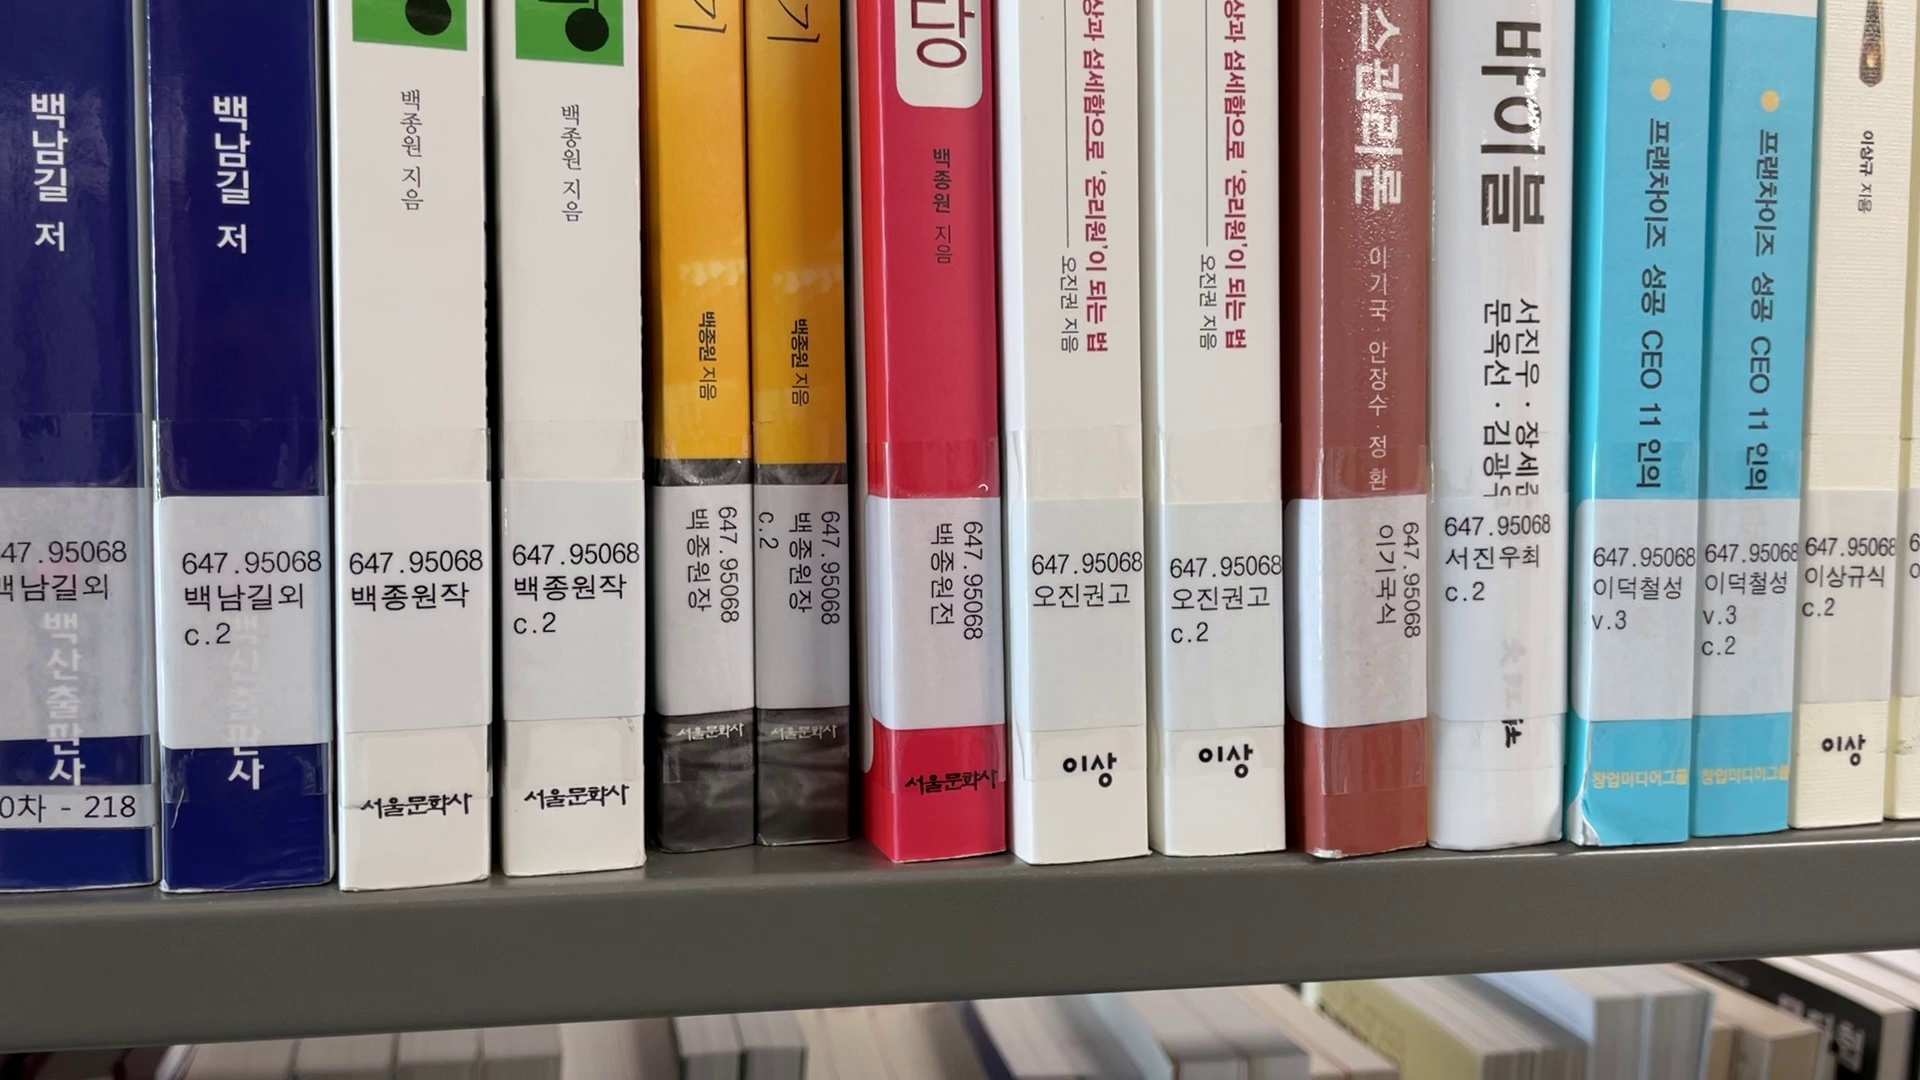 백남길 저
47.95068
백남길외
백산출판사
0차 - 218
백남길 저
647.95068
백남길외
c.2
백산출판사
백종원 지음
647.95068
백종원작
서울문화사
백종원 지음
647.95068
백종원작
c.2
서울문화사
기
백종원 지음
647.95068
백종원장
서울문화사
기
백종원 지음
647.95068
백종원장
c.2
서울문화사
백종원 지음
647.95068
백종원전
서울문화사
상과 섬세함으로 '온리원'이 되는 법
오진권 지음
647.95068
오진권고
이상
상과 섬세함으로 '온리원'이 되는 법
오진권 지음
647.95068
오진권고
c.2
이상
스관리론
이기국·안장수·정 환
647.95068
이기국식
바이블
서진우·장세림
문옥선·김광
647.95068
서진우최
c.2
프랜차이즈 성공 CEO 11인의
647.95068
이덕철성
v.3
창업미디어그룹
프랜차이즈 성공 CEO 11인의
647.95068
이덕철성
v.3
c.2
창업미디어그룹
이상규 지음
647.95068
이상규식
c.2
이상